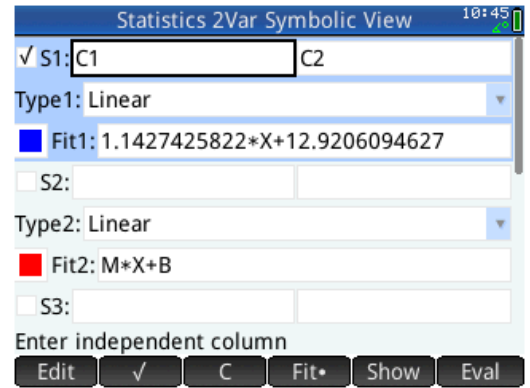 Statistics 2Var Symbolic View 10:45
√ S1: C1 C2
Type1: Linear
Fit1: 1.1427425822*X+12.9206094627
S2:
Type2: Linear
Fit2: M*X+B
S3:
Enter independent column
Edit √ C Fit• Show Eval